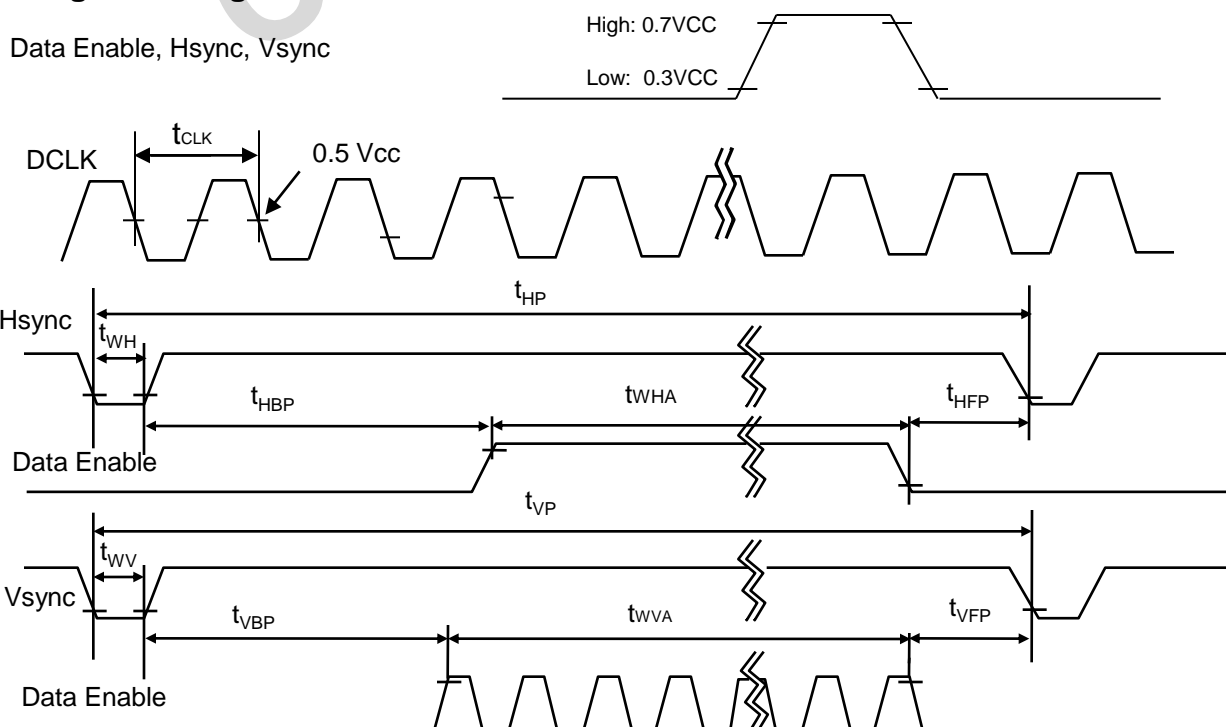 Data Enable, Hsync, Vsync
High: 0.7VCC
Low: 0.3VCC
DCLK
tCLK
0.5 Vcc
tHP
Hsync
tWH
tHBP
tWHA
tHFP
Data Enable
tVP
tWV
Vsync
tVBP
tWVA
tVFP
Data Enable